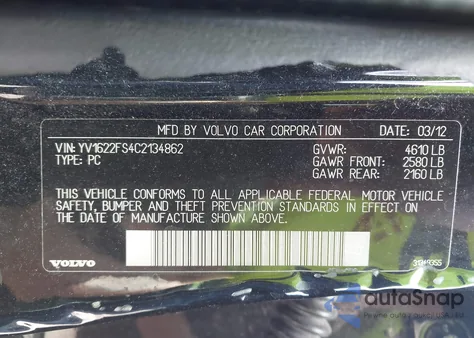 MFD BY VOLVO CAR CORPORATION DATE: 03/12
VIN: YV1622FS4C2134862 GVWR: 4610 LB
TYPE: PC GAWR FRONT: 2580 LB
GAWR REAR: 2160 LB
THIS VEHICLE CONFORMS TO ALL APPLICABLE FEDERAL MOTOR VEHICLE
SAFETY, BUMPER AND THEFT PREVENTION STANDARDS IN EFFECT ON
THE DATE OF MANUFACTURE SHOWN ABOVE.
VOLVO
autoSnap